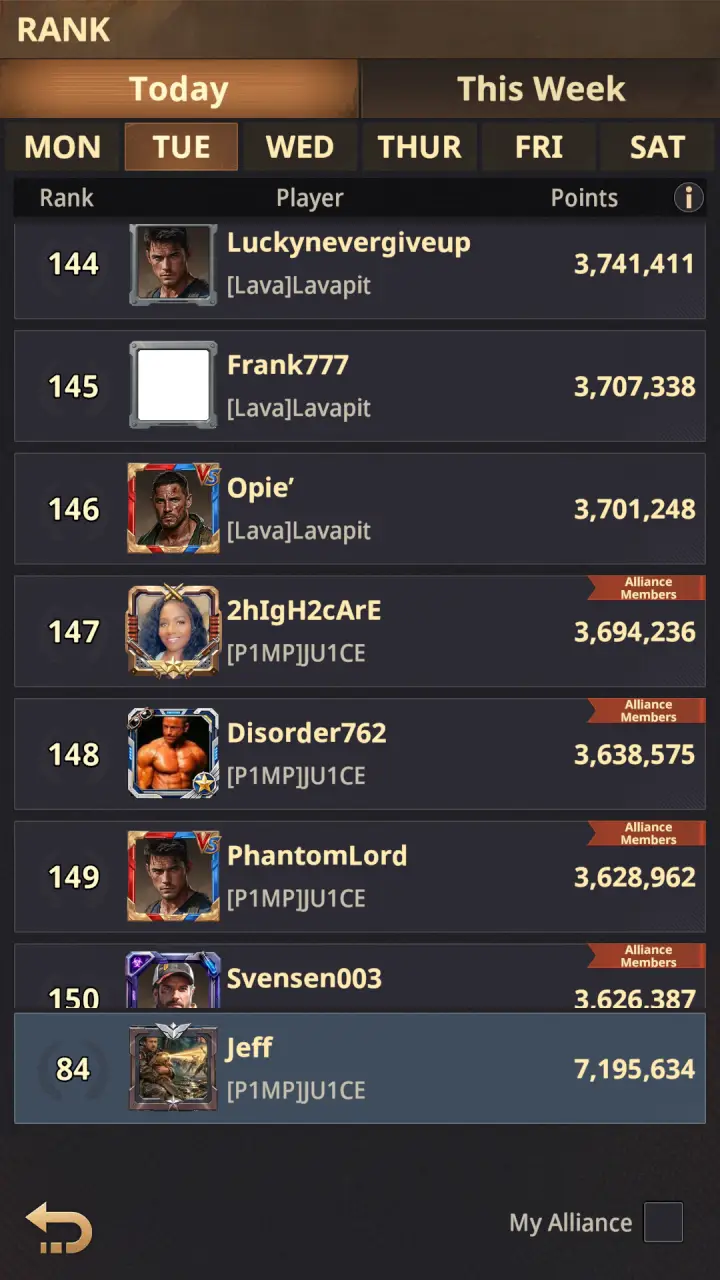 RANK
Today
This Week
MON
TUE
WED
THUR
FRI
SAT
Rank
Player
Points
i
144
Luckynevergiveup
[Lava]Lavapit
3,741,411
145
Frank777
[Lava]Lavapit
3,707,338
146
VS
Opie’
[Lava]Lavapit
3,701,248
147
2hIgH2cArE
[P1MP]JU1CE
Alliance
Members
3,694,236
148
Disorder762
[P1MP]JU1CE
Alliance
Members
3,638,575
149
VS
PhantomLord
[P1MP]JU1CE
Alliance
Members
3,628,962
150
Svensen003
Alliance
Members
3,626,387
84
Jeff
[P1MP]JU1CE
7,195,634
My Alliance